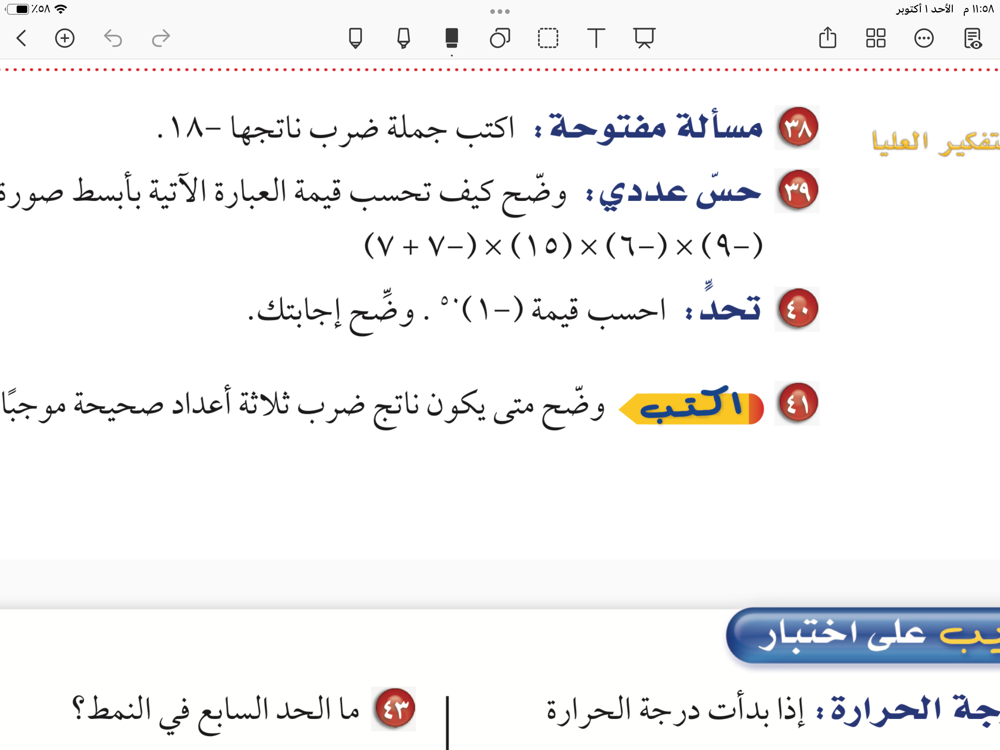 ١١:٥٨ م الأحد ١ أكتوبر ٪٥٨
٣٨ مسألة مفتوحة: اكتب جملة ضرب ناتجها -١٨.
العليا
٣٩ حسّ عددي: وضّح كيف تحسب قيمة العبارة الآتية بأبسط صورة
(-٩) × (-٦) × (١٥) × (-٧ + ٧)
٤٠ تحدٍّ: احسب قيمة (-١)٥٠. وضِّح إجابتك.
٤١ اكتب وضّح متى يكون ناتج ضرب ثلاثة أعداد صحيحة موجبًا
على اختبار
الحرارة: إذا بدأت درجة الحرارة
٤٣ ما الحد السابع في النمط؟